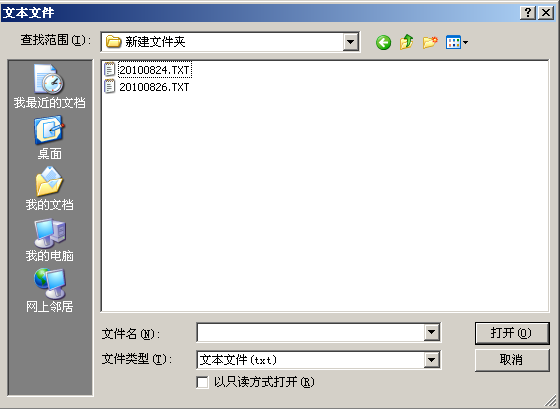 文本文件
查找范围(I):
新建文件夹
20100824.TXT
20100826.TXT
我最近的文档
桌面
我的文档
我的电脑
网上邻居
文件名(N):
打开(O)
文件类型(T):
文本文件(txt)
取消
以只读方式打开(R)